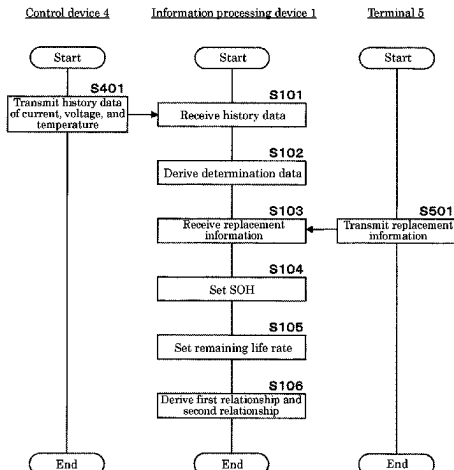 Control device 4
Information processing device 1
Terminal 5
Start
Start
Start
S401
Transmit history data
of current, voltage, and
temperature
S101
Receive history data
S102
Derive determination data
S103
Receive replacement
information
S501
Transmit replacement
information
S104
Set SOH
S105
Set remaining life rate
S106
Derive first relationship and
second relationship
End
End
End